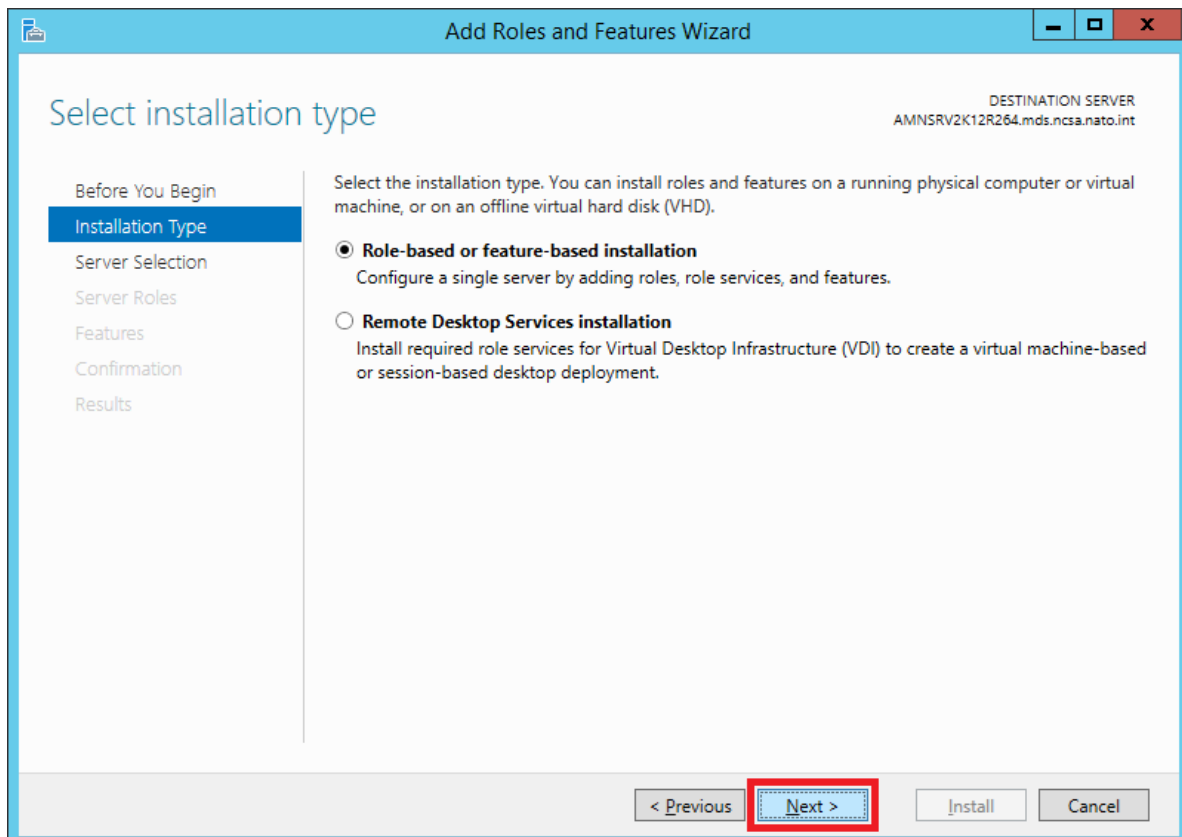 Add Roles and Features Wizard
Select installation type
DESTINATION SERVER
AMNSRV2K12R264.mds.ncsa.nato.int
Before You Begin
Installation Type
Server Selection
Server Roles
Features
Confirmation
Results
Select the installation type. You can install roles and features on a running physical computer or virtual
machine, or on an offline virtual hard disk (VHD).
Role-based or feature-based installation
Configure a single server by adding roles, role services, and features.
Remote Desktop Services installation
Install required role services for Virtual Desktop Infrastructure (VDI) to create a virtual machine-based
or session-based desktop deployment.
< Previous
Next >
Install
Cancel